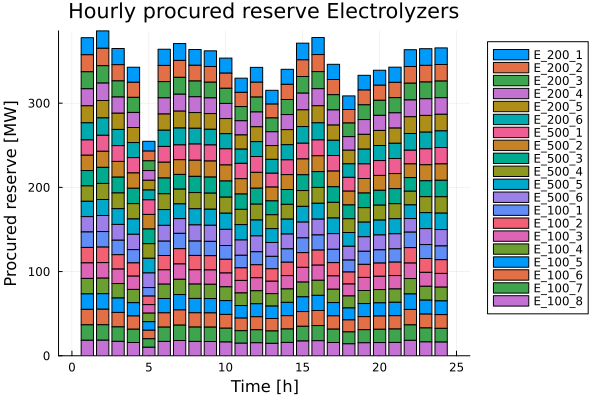 Hourly procured reserve Electrolyzers
Procured reserve [MW]
300
200
100
0
0
5
10
15
20
25
Time [h]
E_200_1
E_200_2
E_200_3
E_200_4
E_200_5
E_200_6
E_500_1
E_500_2
E_500_3
E_500_4
E_500_5
E_500_6
E_100_1
E_100_2
E_100_3
E_100_4
E_100_5
E_100_6
E_100_7
E_100_8